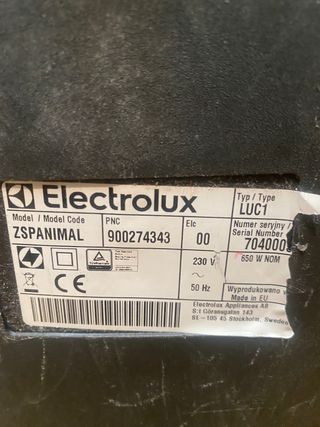 Electrolux
Typ / Type
LUC1
Model / Model Code
ZSPANIMAL
PNC
900274343
Elc
00
Numer seryjny /
Serial Number
704000
230 V
~
50 Hz
650 W NOM
CE
Wyprodukowano w
Made in EU
Electrolux Appliances AB
S:t Göransgatan 143
SE-105 45 Stockholm, Sweden